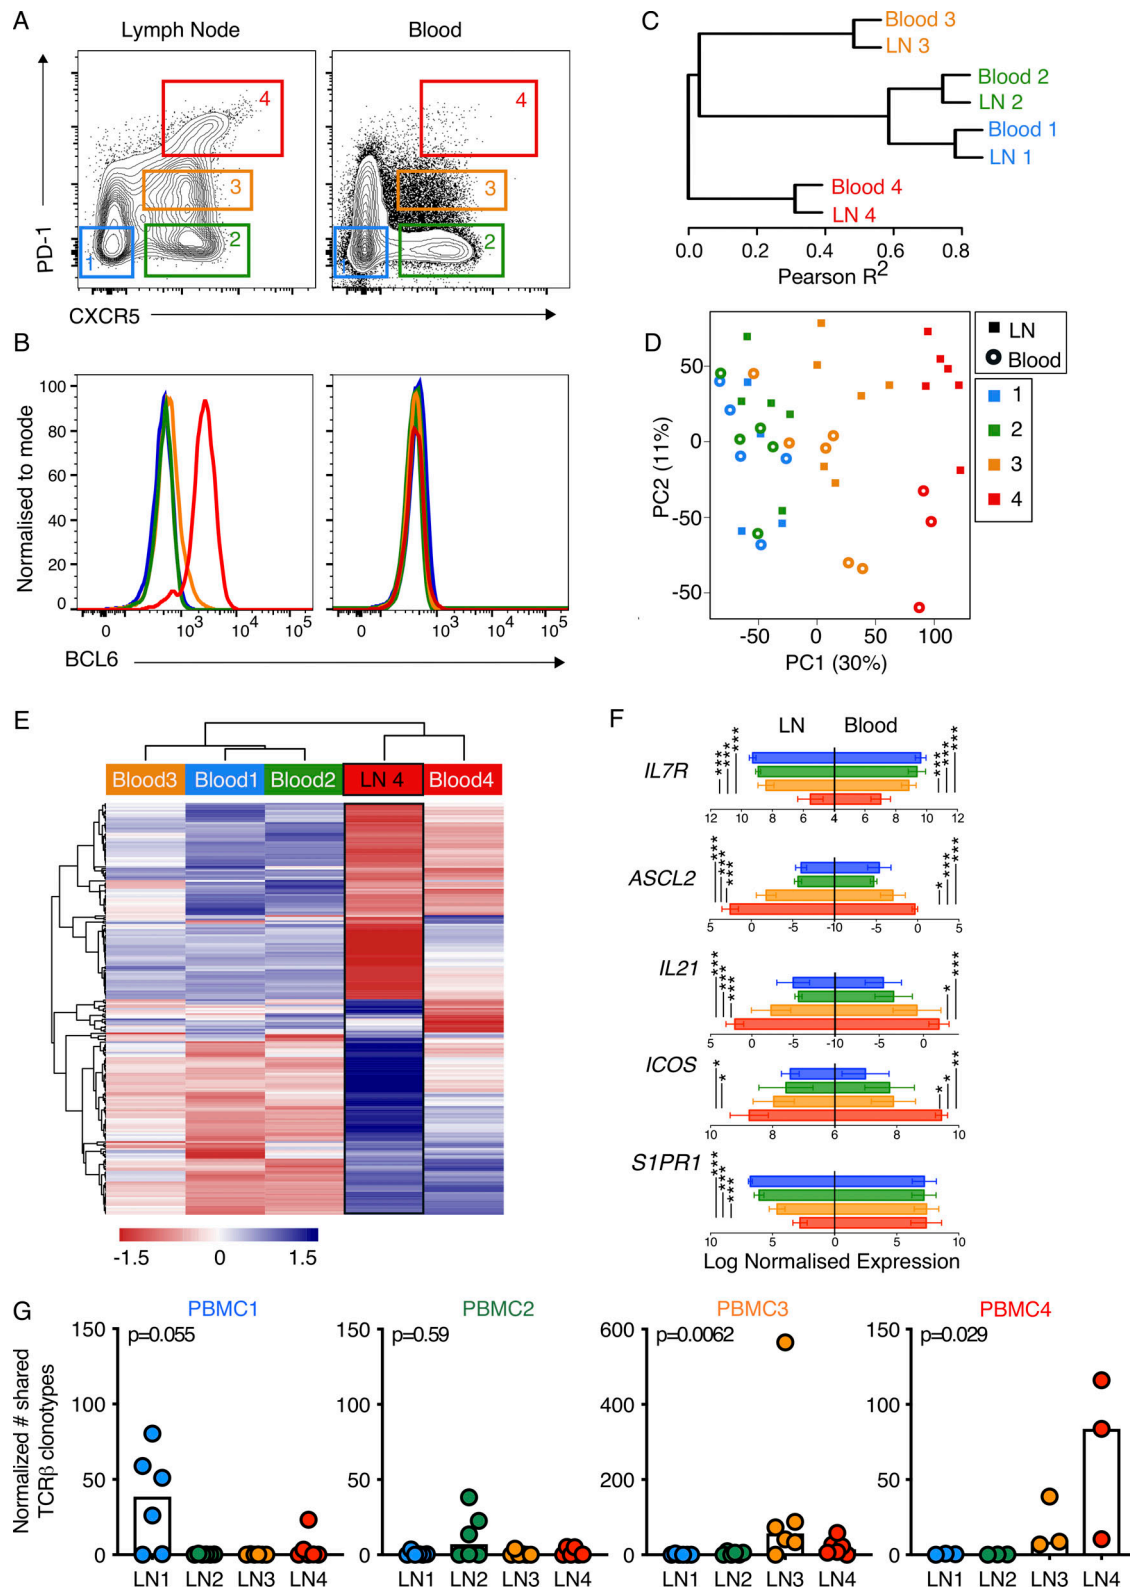 A
Lymph Node
Blood
4
3
2
1
4
3
2
PD-1
CXCR5
B
Normalised to mode
100
80
60
40
20
0
0
10³
10⁴
10⁵
0
10³
10⁴
10⁵
BCL6
C
Blood 3
LN 3
Blood 2
LN 2
Blood 1
LN 1
Blood 4
LN 4
0.0
0.2
0.4
0.6
0.8
Pearson R²
D
50
0
-50
-50
PC2 (11%)
-50
0
50
100
PC1 (30%)
LN
Blood
1
2
3
4
E
Blood3
Blood1
Blood2
LN 4
Blood4
-1.5
0
1.5
F
LN
Blood
IL7R
*** *** ***
*** *** ***
12 10 8 6 4 6 8 10 12
ASCL2
*** *** ***
* *** ***
5 0 -5 -10 -5 0 5
IL21
*** *** ***
* ***
5 0 -5 -10 -5 0 5
ICOS
* *
* * **
10 8 6 8 10
S1PR1
*** *** ***
10 5 0 5 10
Log Normalised Expression
G
Normalized # shared
TCRβ clonotypes
PBMC1
p=0.055
150
100
50
0
LN1 LN2 LN3 LN4
PBMC2
p=0.59
150
100
50
0
LN1 LN2 LN3 LN4
PBMC3
p=0.0062
600
400
200
0
LN1 LN2 LN3 LN4
PBMC4
p=0.029
150
100
50
0
LN1 LN2 LN3 LN4